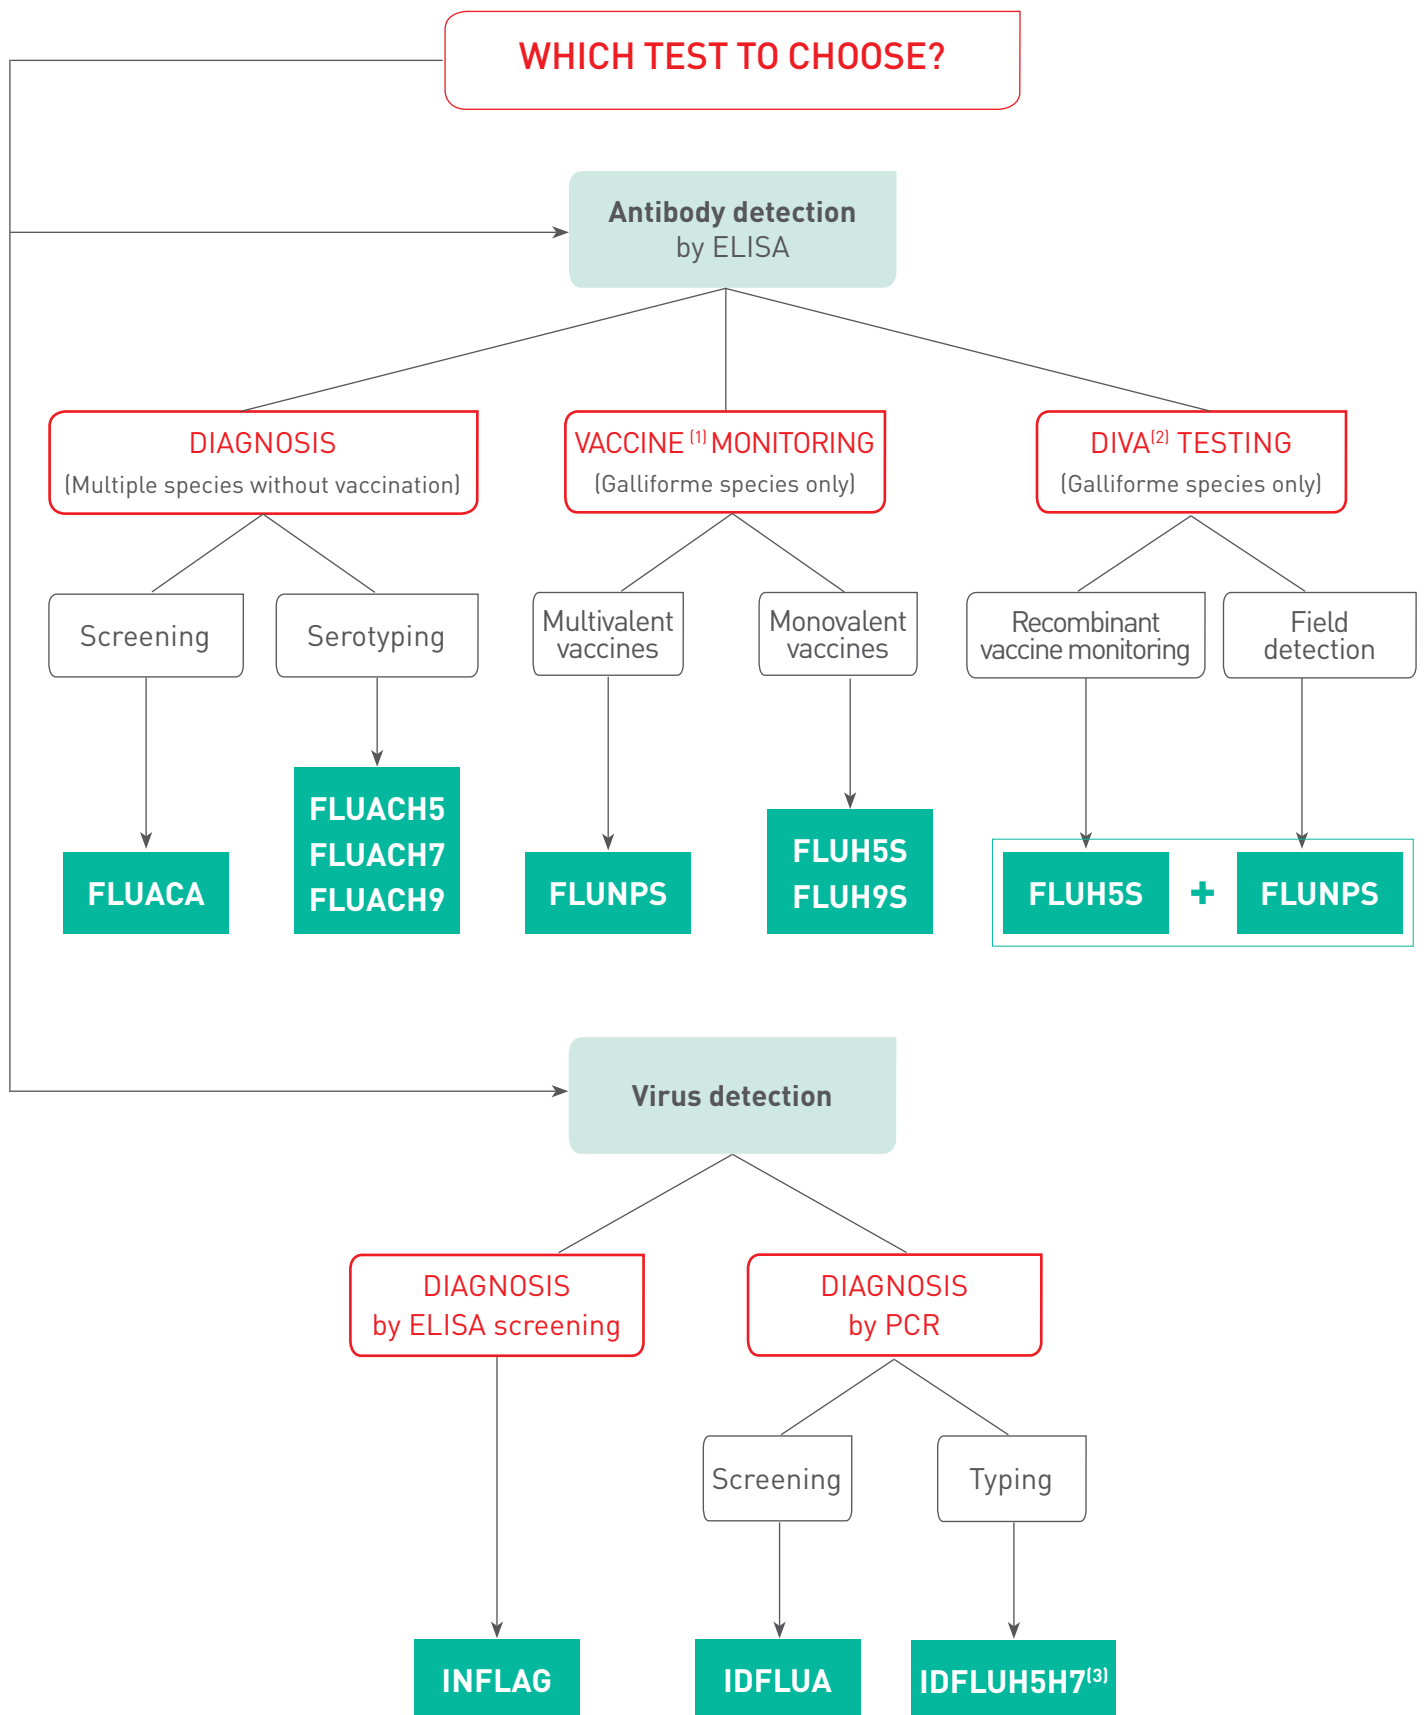 WHICH TEST TO CHOOSE?
Antibody detection
by ELISA
DIAGNOSIS
(Multiple species without vaccination)
VACCINE (1) MONITORING
(Galliforme species only)
DIVA(2) TESTING
(Galliforme species only)
Screening
Serotyping
Multivalent
vaccines
Monovalent
vaccines
Recombinant
vaccine monitoring
Field
detection
FLUACA
FLUACH5
FLUACH7
FLUACH9
FLUNPS
FLUH5S
FLUH9S
FLUH5S + FLUNPS
Virus detection
DIAGNOSIS
by ELISA screening
DIAGNOSIS
by PCR
Screening
Typing
INFLAG
IDFLUA
IDFLUH5H7(3)